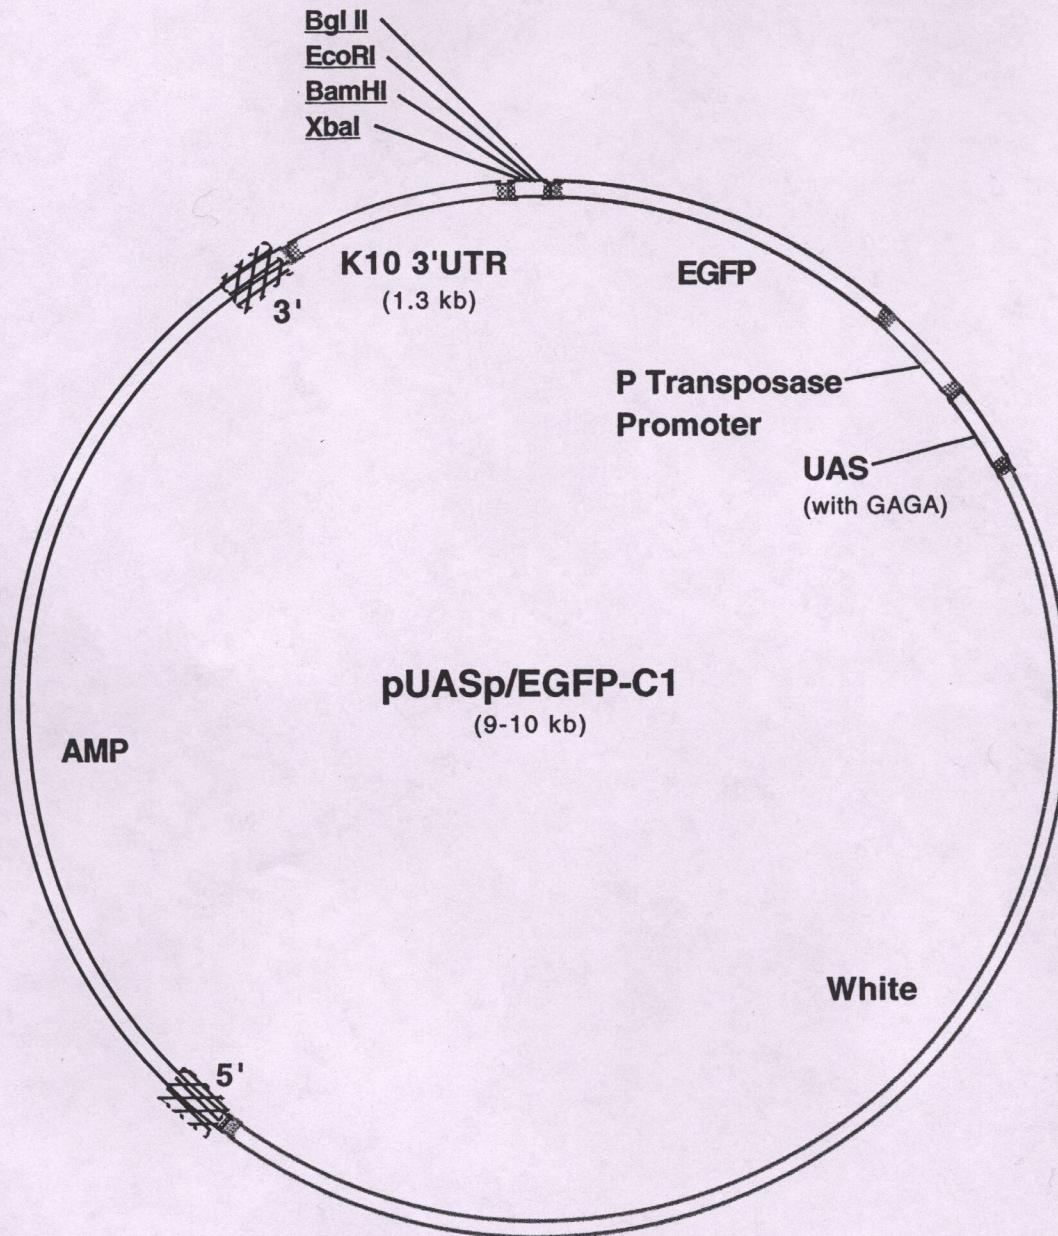 Bgl II
EcoRI
BamHI
XbaI
K10 3'UTR
(1.3 kb)
EGFP
3'
P Transposase
Promoter
UAS
(with GAGA)
pUASp/EGFP-C1
(9-10 kb)
AMP
White
5'